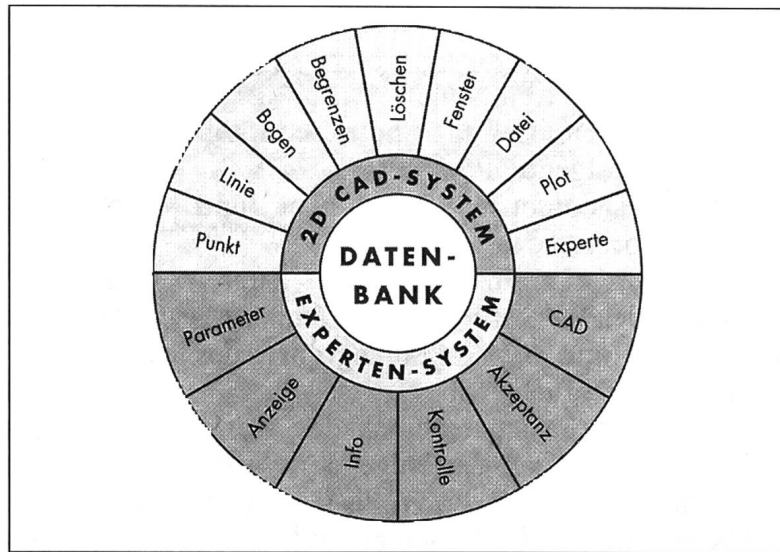 Punkt
Linie
Bogen
Begrenzen
Löschen
Fenster
Datei
Plot
Experte
2D CAD-SYSTEM
DATEN-
BANK
EXPERTEN-SYSTEM
Parameter
Anzeige
Info
Kontrolle
Akzeptanz
CAD